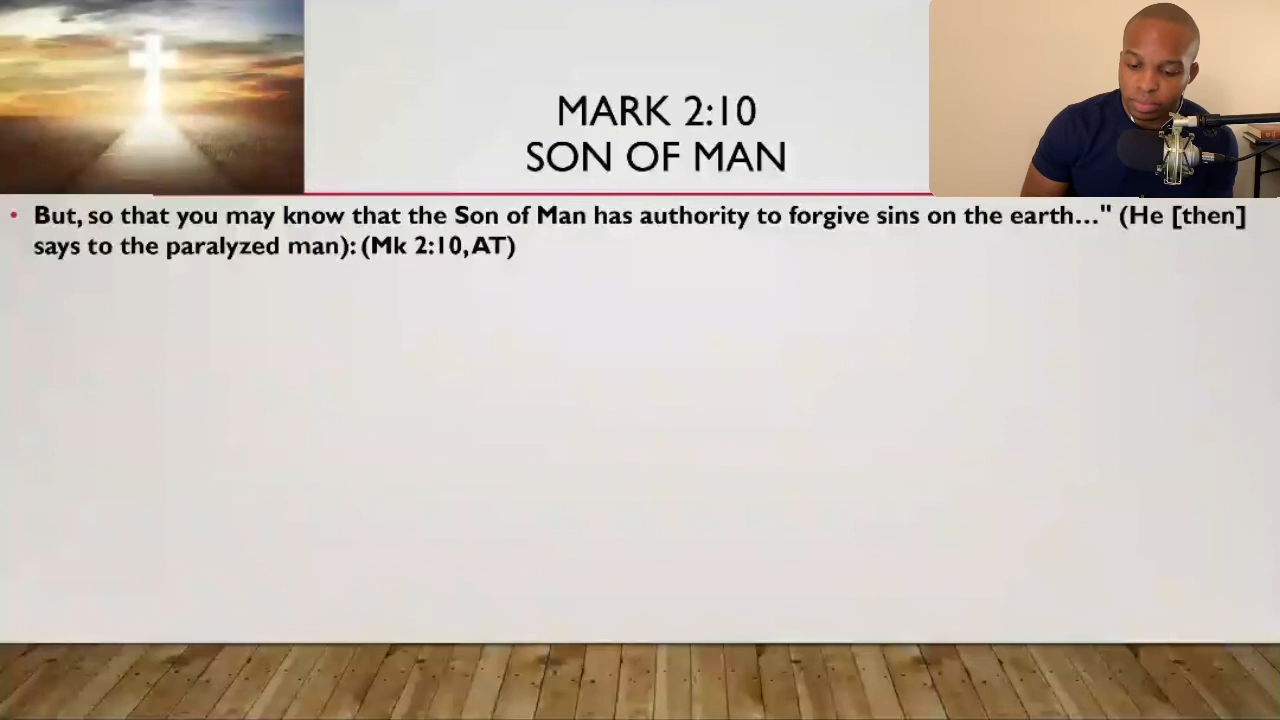 MARK 2:10
SON OF MAN
• But, so that you may know that the Son of Man has authority to forgive sins on the earth…" (He [then]
says to the paralyzed man): (Mk 2:10, AT)